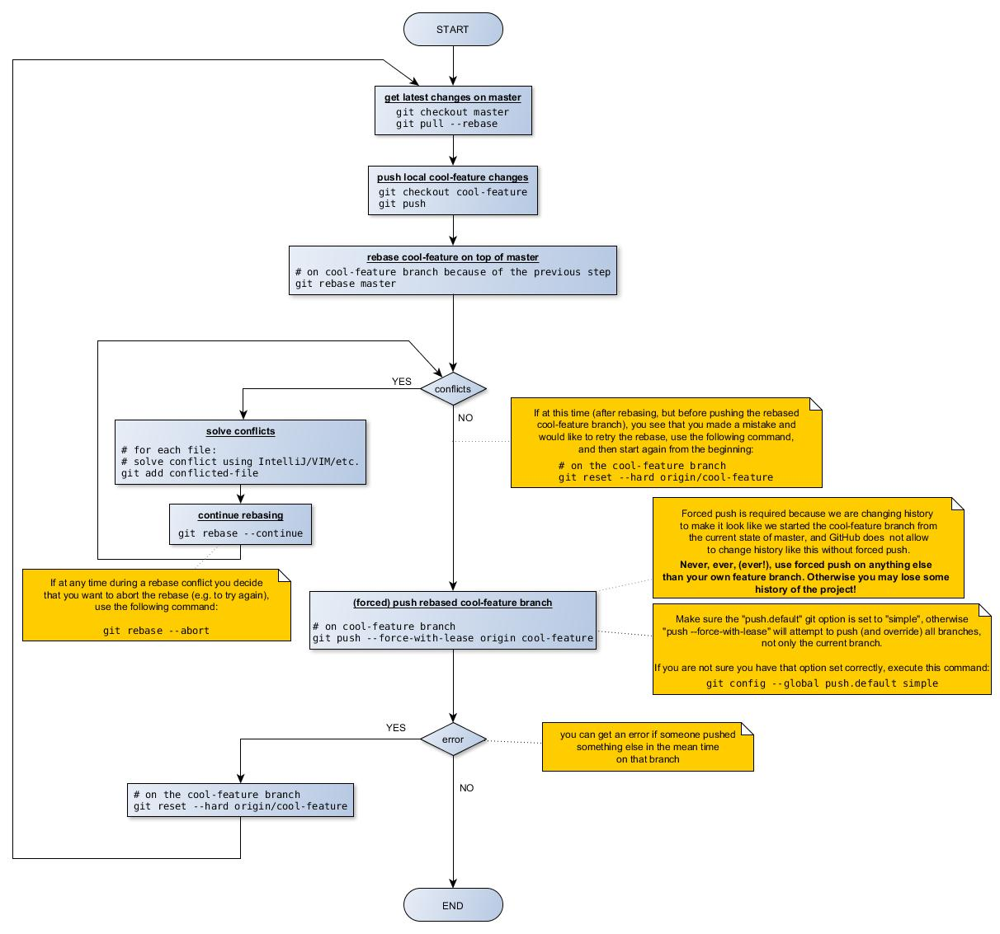 START
get latest changes on master
git checkout master
git pull --rebase
push local cool-feature changes
git checkout cool-feature
git push
rebase cool-feature on top of master
# on cool-feature branch because of the previous step
git rebase master
conflicts
YES
NO
solve conflicts
# for each file:
# solve conflict using IntelliJ/VIM/etc.
git add conflicted-file
continue rebasing
git rebase --continue
If at any time during a rebase conflict you decide
that you want to abort the rebase (e.g. to try again),
use the following command:
git rebase --abort
If at this time (after rebasing, but before pushing the rebased
cool-feature branch), you see that you made a mistake and
would like to retry the rebase, use the following command,
and then start again from the beginning:
# on the cool-feature branch
git reset --hard origin/cool-feature
Forced push is required because we are changing history
to make it look like we started the cool-feature branch from
the current state of master, and GitHub does  not allow
to change history like this without forced push.
Never, ever, (ever!), use forced push on anything else
than your own feature branch. Otherwise you may lose some
history of the project!
(forced) push rebased cool-feature branch
# on cool-feature branch
git push --force-with-lease origin cool-feature
Make sure the "push.default" git option is set to "simple", otherwise
"push --force-with-lease" will attempt to push (and override) all branches,
not only the current branch.
If you are not sure you have that option set correctly, execute this command:
git config --global push.default simple
error
YES
NO
you can get an error if someone pushed
something else in the mean time
on that branch
# on the cool-feature branch
git reset --hard origin/cool-feature
END